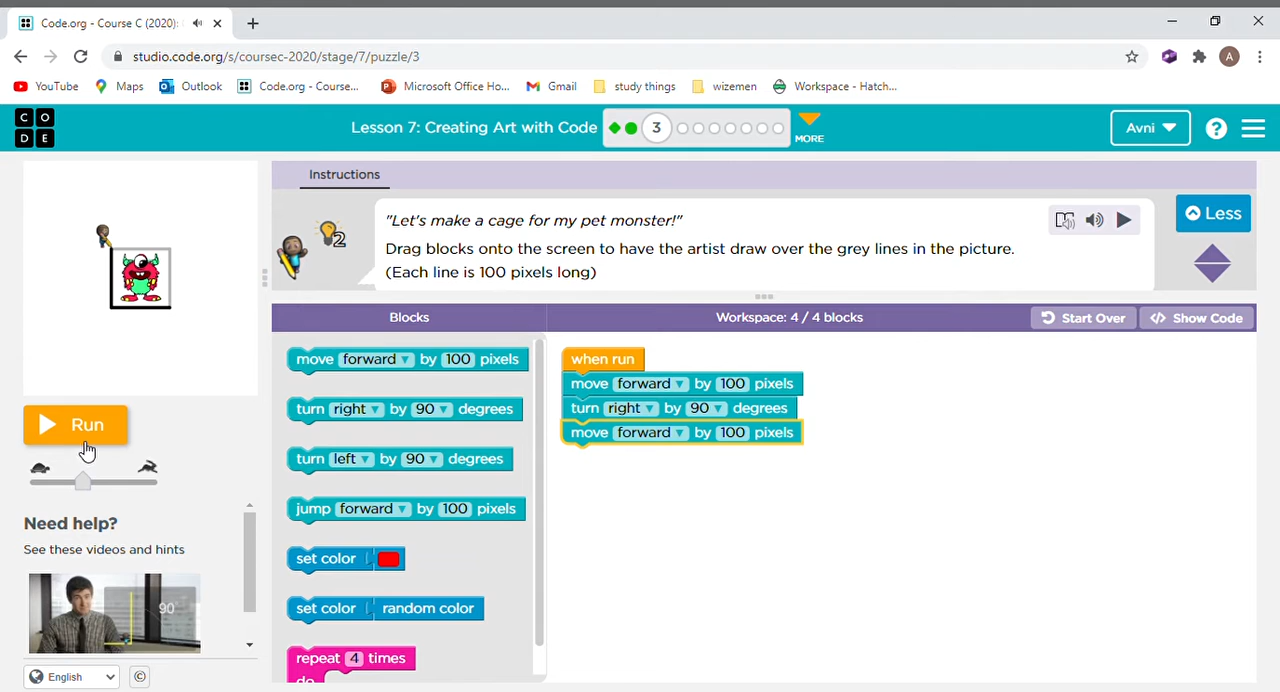 Code.org - Course C (2020):
studio.code.org/s/coursec-2020/stage/7/puzzle/3
A
YouTube Maps Outlook Code.org - Course... Microsoft Office Ho... Gmail study things wizemen Workspace - Hatch...
C O
D E
Lesson 7: Creating Art with Code
3
MORE
Avni
?
Instructions
2
"Let's make a cage for my pet monster!"
Drag blocks onto the screen to have the artist draw over the grey lines in the picture.
(Each line is 100 pixels long)
Less
Blocks
Workspace: 4 / 4 blocks
Start Over
Show Code
move forward by 100 pixels
turn right by 90 degrees
turn left by 90 degrees
jump forward by 100 pixels
set color
set color random color
repeat 4 times
do
when run
move forward by 100 pixels
turn right by 90 degrees
move forward by 100 pixels
Run
Need help?
See these videos and hints
90°
English
©